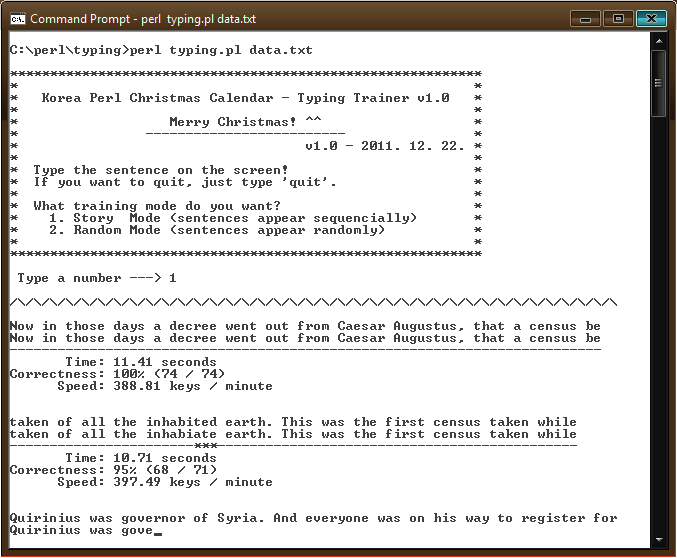 Command Prompt - perl typing.pl data.txt
C:\perl\typing>perl typing.pl data.txt
***********************************************************
*                                                         *
*   Korea Perl Christmas Calendar - Typing Trainer v1.0   *
*                                                         *
*                   Merry Christmas! ^^                   *
*                -------------------------                *
*                                    v1.0 - 2011. 12. 22. *
*                                                         *
*  Type the sentence on the screen!                       *
*  If you want to quit, just type 'quit'.                 *
*                                                         *
*  What training mode do you want?                        *
*    1. Story  Mode (sentences appear sequencially)       *
*    2. Random Mode (sentences appear randomly)           *
*                                                         *
***********************************************************
Type a number ---> 1
/\/\/\/\/\/\/\/\/\/\/\/\/\/\/\/\/\/\/\/\/\/\/\/\/\/\/\/\/\/\/\/\/\/\/\/\/\/\
Now in those days a decree went out from Caesar Augustus, that a census be
Now in those days a decree went out from Caesar Augustus, that a census be
--------------------------------------------------------------------------
Time: 11.41 seconds
Correctness: 100% (74 / 74)
Speed: 388.81 keys / minute
taken of all the inhabited earth. This was the first census taken while
taken of all the inhabiate earth. This was the first census taken while
-----------------------***---------------------------------------------
Time: 10.71 seconds
Correctness: 95% (68 / 71)
Speed: 397.49 keys / minute
Quirinius was governor of Syria. And everyone was on his way to register for
Quirinius was gove_